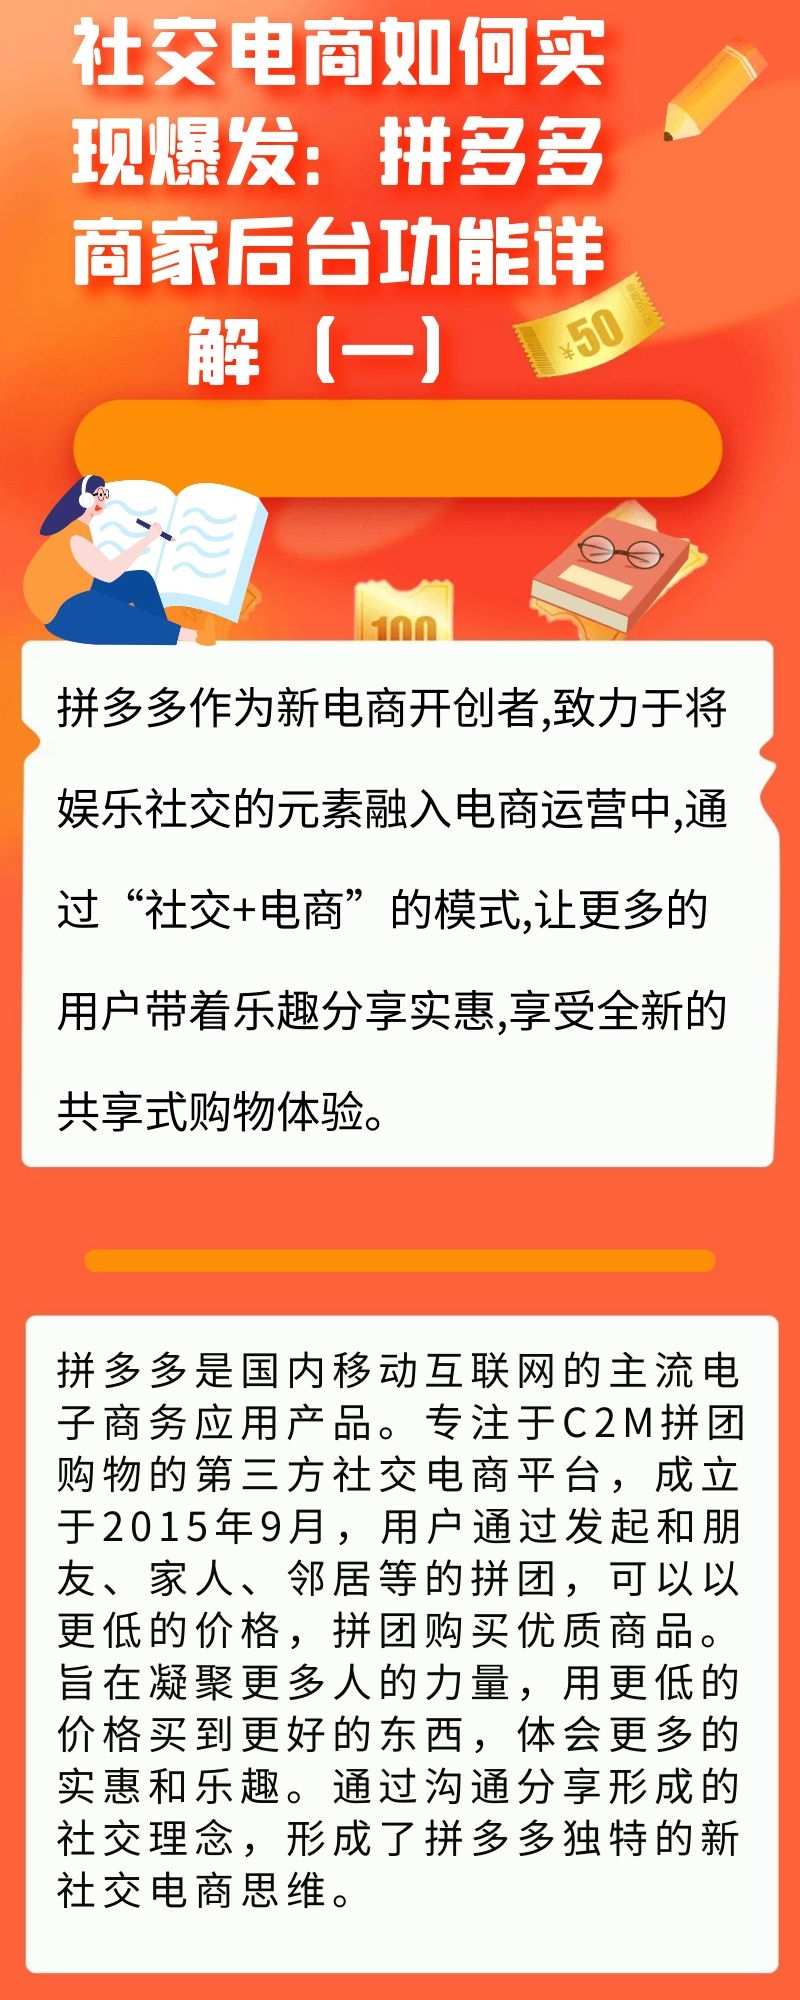 社交电商如何实
现爆发：拼多多
商家后台功能详
解（一）
¥50
100
拼多多作为新电商开创者,致力于将
娱乐社交的元素融入电商运营中,通
过“社交+电商”的模式,让更多的
用户带着乐趣分享实惠,享受全新的
共享式购物体验。
拼多多是国内移动互联网的主流电
子商务应用产品。专注于C2M拼团
购物的第三方社交电商平台，成立
于2015年9月，用户通过发起和朋
友、家人、邻居等的拼团，可以以
更低的价格，拼团购买优质商品。
旨在凝聚更多人的力量，用更低的
价格买到更好的东西，体会更多的
实惠和乐趣。通过沟通分享形成的
社交理念，形成了拼多多独特的新
社交电商思维。